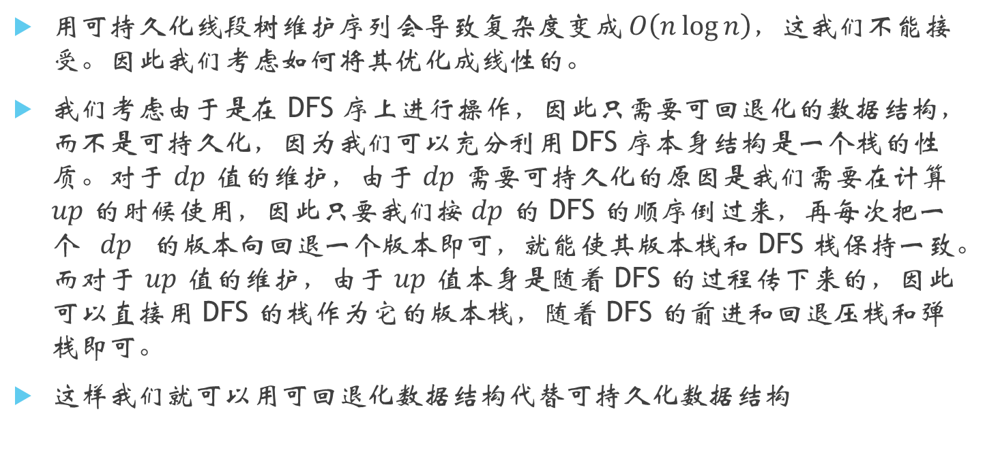 用可持久化线段树维护序列会导致复杂度变成 O(n log n)，这我们不能接
受。因此我们考虑如何将其优化成线性的。
我们考虑由于是在 DFS 序上进行操作，因此只需要可回退化的数据结构，
而不是可持久化，因为我们可以充分利用 DFS 序本身结构是一个栈的性
质。对于 dp 值的维护，由于 dp 需要可持久化的原因是我们需要在计算
up 的时候使用，因此只要我们按 dp 的 DFS 的顺序倒过来，再每次把一
个 dp 的版本向回退一个版本即可，就能使其版本栈和 DFS 栈保持一致。
而对于 up 值的维护，由于 up 值本身是随着 DFS 的过程传下来的，因此
可以直接用 DFS 的栈作为它的版本栈，随着 DFS 的前进和回退压栈和弹
栈即可。
这样我们就可以用可回退化数据结构代替可持久化数据结构